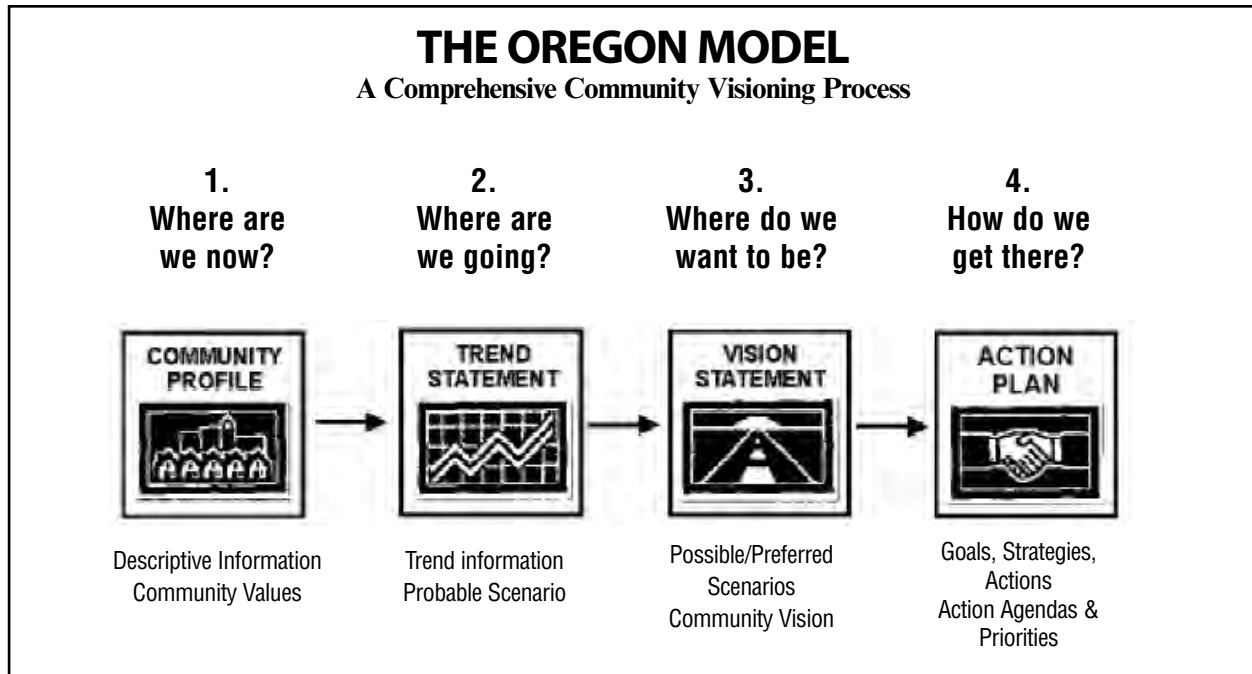 THE OREGON MODEL
A Comprehensive Community Visioning Process
1.
Where are
we now?
COMMUNITY
PROFILE
Descriptive Information
Community Values
2.
Where are
we going?
TREND
STATEMENT
Trend information
Probable Scenario
3.
Where do we
want to be?
VISION
STATEMENT
Possible/Preferred
Scenarios
Community Vision
4.
How do we
get there?
ACTION
PLAN
Goals, Strategies,
Actions
Action Agendas &
Priorities